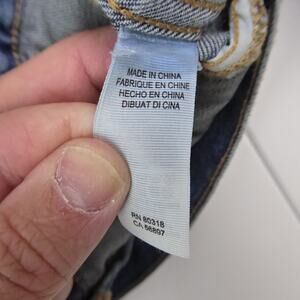 MADE IN CHINA
FABRIQUE EN CHINE
HECHO EN CHINA
DIBUAT DI CINA
RN 80318
CA 56897